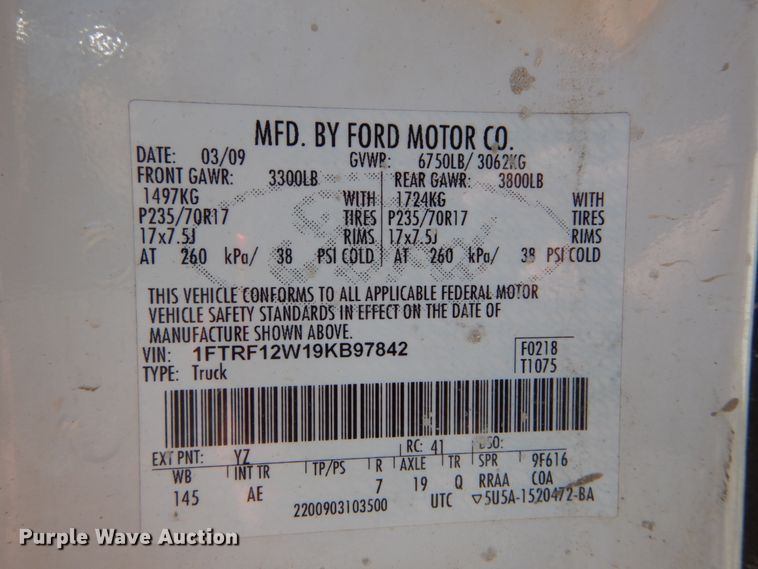 MFD. BY FORD MOTOR CO.
DATE: 03/09 GVWR: 6750LB/ 3062KG
FRONT GAWR: 3300LB REAR GAWR: 3800LB
1497KG WITH 1724KG WITH
P235/70R17 TIRES P235/70R17 TIRES
17x7.5J RIMS 17x7.5J RIMS
AT 260 kPa/ 38 PSI COLD AT 260 kPa/ 38 PSI COLD
THIS VEHICLE CONFORMS TO ALL APPLICABLE FEDERAL MOTOR
VEHICLE SAFETY STANDARDS IN EFFECT ON THE DATE OF
MANUFACTURE SHOWN ABOVE.
VIN: 1FTRF12W19KB97842 F0218
TYPE: Truck T1075
EXT PNT: YZ RC: 41 DSO:
WB INT TR TP/PS R AXLE TR SPR 9F616
145 AE 7 19 Q RRAA COA
2200903103500 UTC ▽5U5A-1520472-BA
Purple Wave Auction